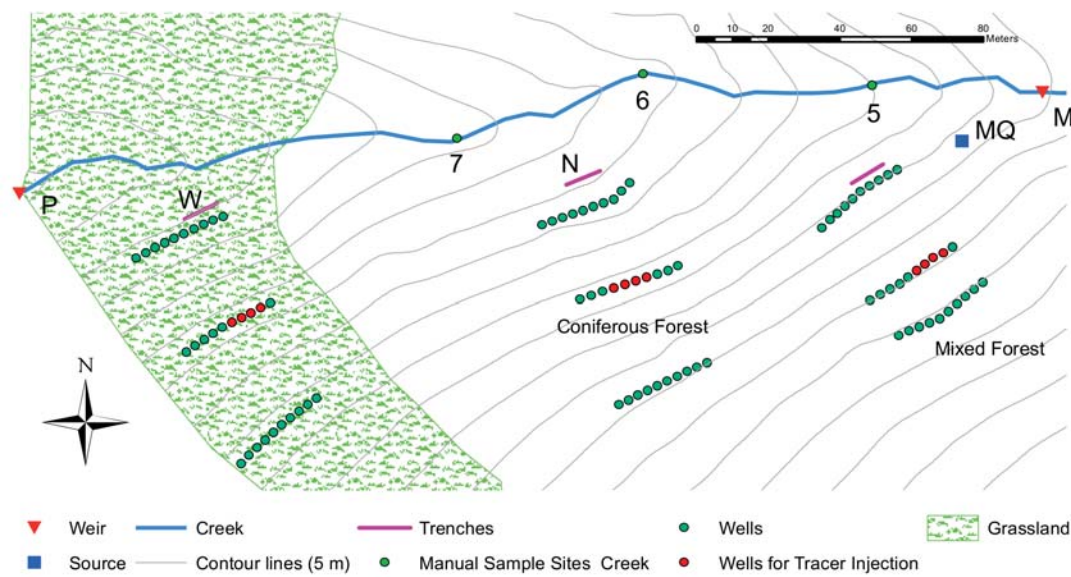 0 10 20 40 60 80
Meters
6
5
M
MQ
7
N
P
W
Coniferous Forest
Mixed Forest
N
Weir Creek Trenches Wells Grassland
Source Contour lines (5 m) Manual Sample Sites Creek Wells for Tracer Injection